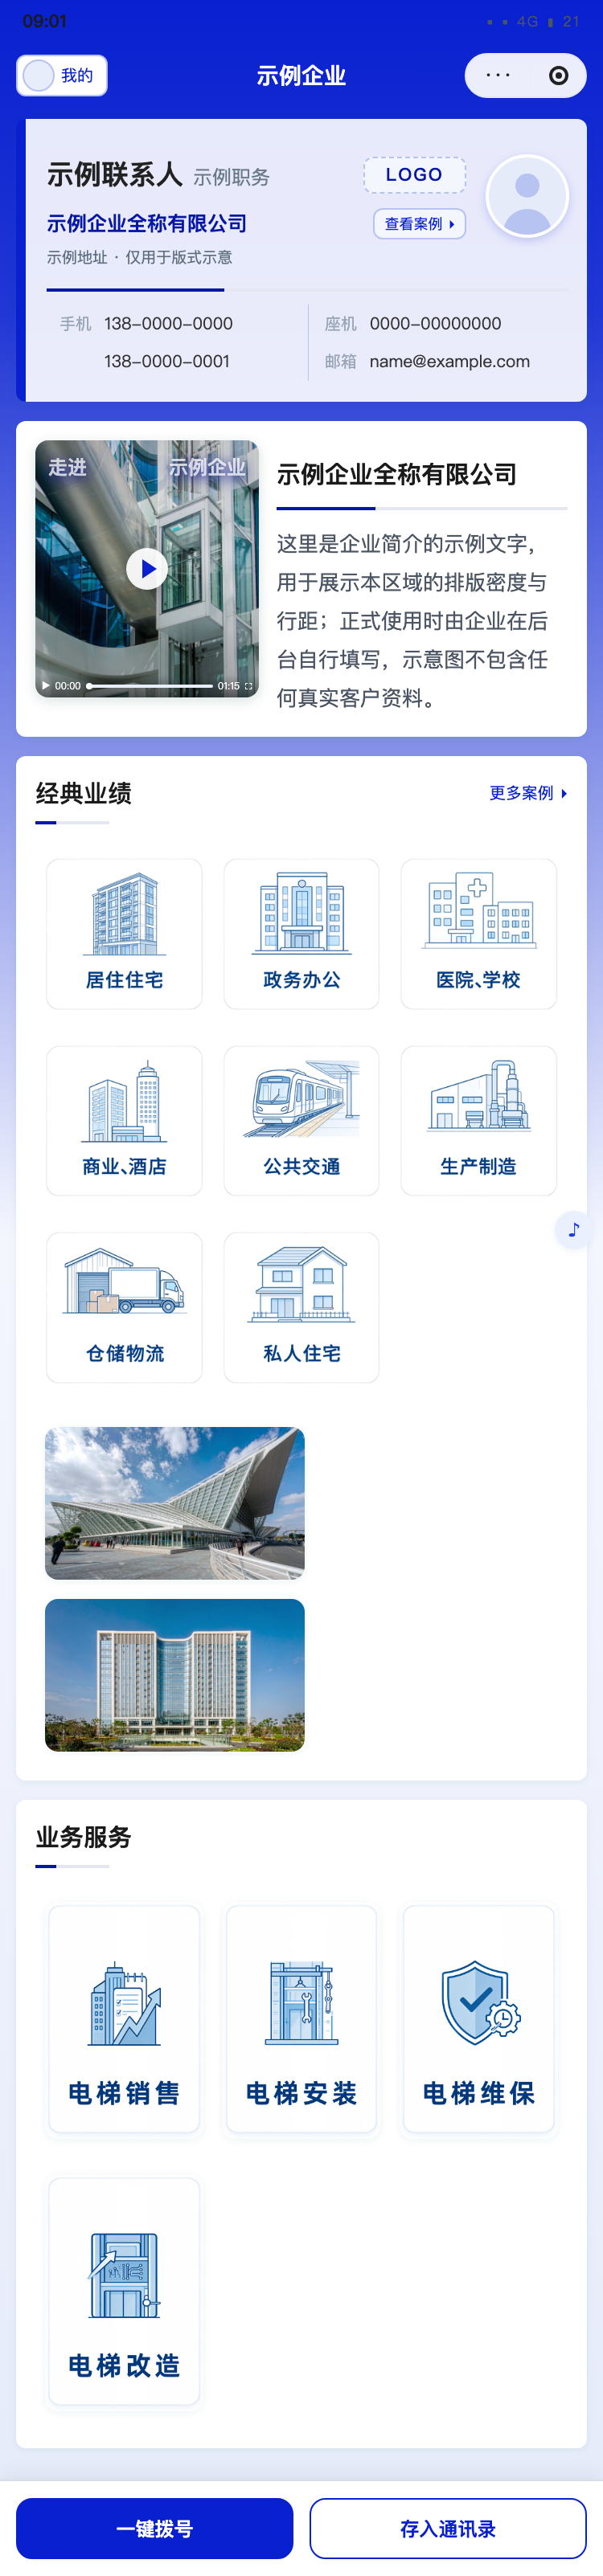 09:01
4G 21
我的
示例企业
示例联系人 示例职务
LOGO
示例企业全称有限公司
查看案例
示例地址 · 仅用于版式示意
手机 138-0000-0000
138-0000-0001
座机 0000-00000000
邮箱 name@example.com
走进 示例企业
00:00 01:15
示例企业全称有限公司
这里是企业简介的示例文字，
用于展示本区域的排版密度与
行距；正式使用时由企业在后
台自行填写，示意图不包含任
何真实客户资料。
经典业绩
更多案例
居住住宅
政务办公
医院、学校
商业、酒店
公共交通
生产制造
仓储物流
私人住宅
业务服务
电梯销售
电梯安装
电梯维保
电梯改造
一键拨号
存入通讯录